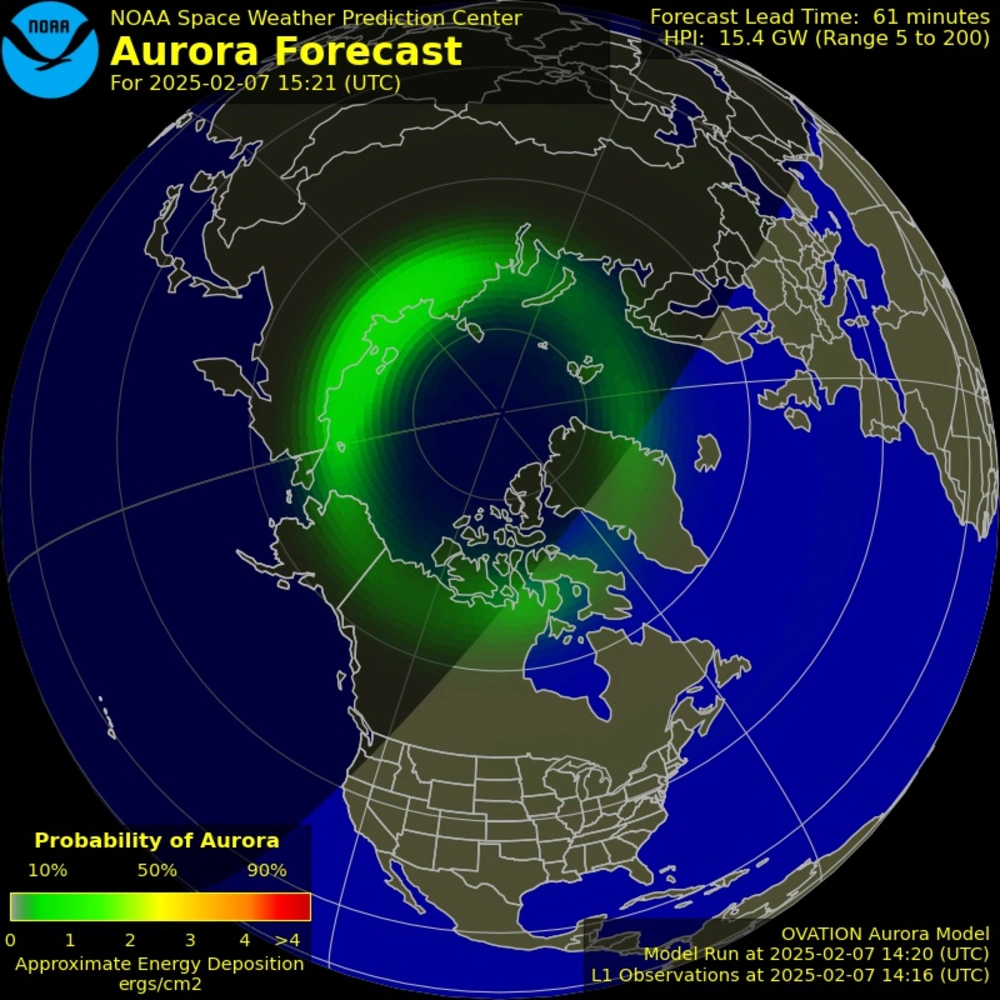 NOAA
NOAA Space Weather Prediction Center
Aurora Forecast
For 2025-02-07 15:21 (UTC)
Forecast Lead Time: 61 minutes
HPI: 15.4 GW (Range 5 to 200)
Probability of Aurora
10% 50% 90%
0 1 2 3 4 >4
Approximate Energy Deposition
ergs/cm2
OVATION Aurora Model
Model Run at 2025-02-07 14:20 (UTC)
L1 Observations at 2025-02-07 14:16 (UTC)